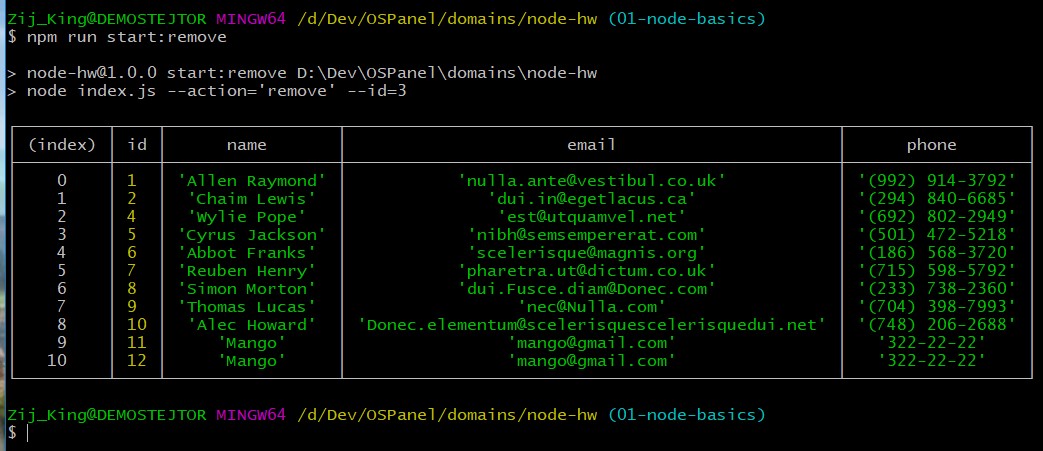 Zij_King@DEMOSTEJTOR MINGW64 /d/Dev/OSPanel/domains/node-hw (01-node-basics)
$ npm run start:remove
> node-hw@1.0.0 start:remove D:\Dev\OSPanel\domains\node-hw
> node index.js --action='remove' --id=3
(index) id name email phone
0 1 'Allen Raymond' 'nulla.ante@vestibul.co.uk' '(992) 914-3792'
1 2 'Chaim Lewis' 'dui.in@egetlacus.ca' '(294) 840-6685'
2 4 'Wylie Pope' 'est@utquamvel.net' '(692) 802-2949'
3 5 'Cyrus Jackson' 'nibh@semsempererat.com' '(501) 472-5218'
4 6 'Abbot Franks' 'scelerisque@magnis.org' '(186) 568-3720'
5 7 'Reuben Henry' 'pharetra.ut@dictum.co.uk' '(715) 598-5792'
6 8 'Simon Morton' 'dui.Fusce.diam@Donec.com' '(233) 738-2360'
7 9 'Thomas Lucas' 'nec@Nulla.com' '(704) 398-7993'
8 10 'Alec Howard' 'Donec.elementum@scelerisquescelerisquedui.net' '(748) 206-2688'
9 11 'Mango' 'mango@gmail.com' '322-22-22'
10 12 'Mango' 'mango@gmail.com' '322-22-22'
Zij_King@DEMOSTEJTOR MINGW64 /d/Dev/OSPanel/domains/node-hw (01-node-basics)
$